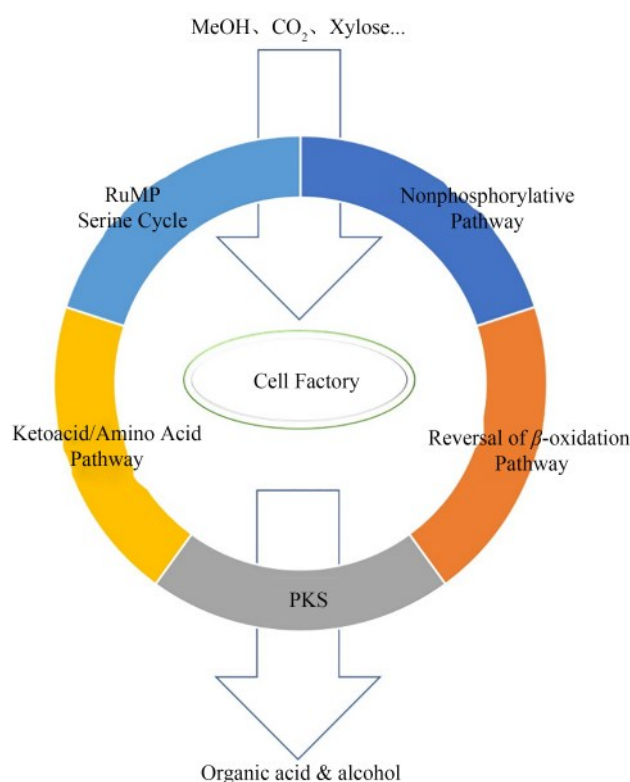 MeOH、CO₂、Xylose...
RuMP
Serine Cycle
Nonphosphorylative
Pathway
Cell Factory
Ketoacid/Amino Acid
Pathway
Reversal of β-oxidation
Pathway
PKS
Organic acid & alcohol